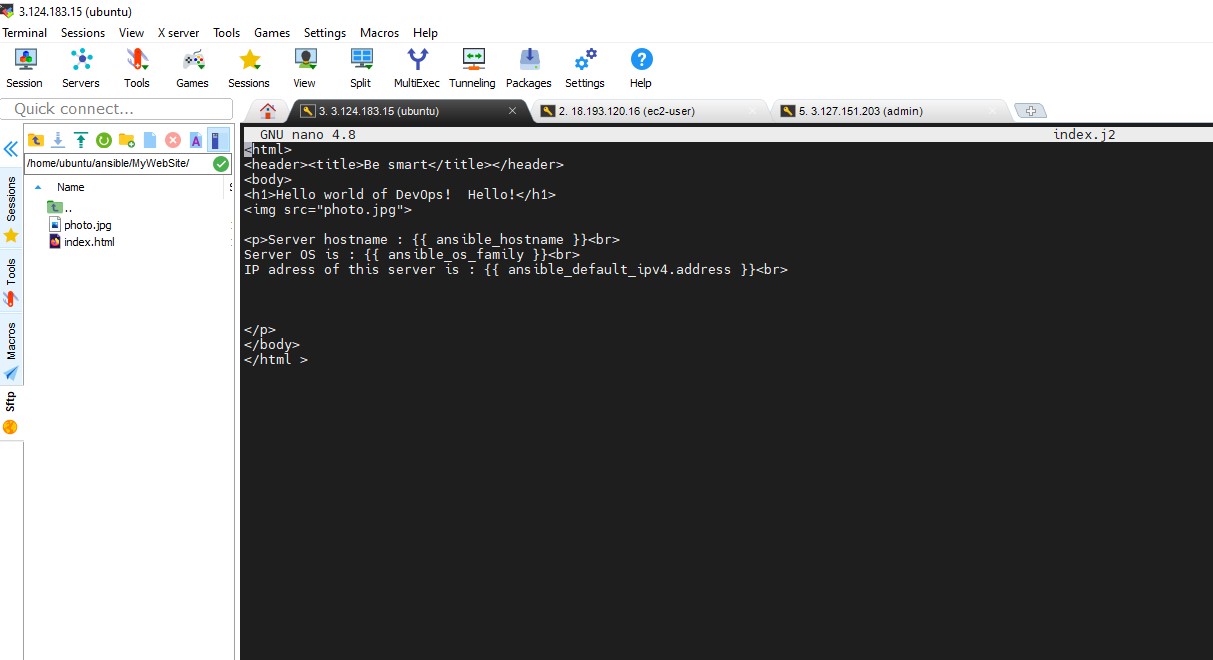 3.124.183.15 (ubuntu)
Terminal Sessions View X server Tools Games Settings Macros Help
Session Servers Tools Games Sessions View Split MultiExec Tunneling Packages Settings Help
Quick connect...
3. 3.124.183.15 (ubuntu)
2. 18.193.120.16 (ec2-user)
5. 3.127.151.203 (admin)
/home/ubuntu/ansible/MyWebSite/
Name
..
photo.jpg
index.html
Sessions
Tools
Macros
Sftp
GNU nano 4.8 index.j2
<html>
<header><title>Be smart</title></header>
<body>
<h1>Hello world of DevOps!  Hello!</h1>
<img src="photo.jpg">
<p>Server hostname : {{ ansible_hostname }}<br>
Server OS is : {{ ansible_os_family }}<br>
IP adress of this server is : {{ ansible_default_ipv4.address }}<br>
</p>
</body>
</html >